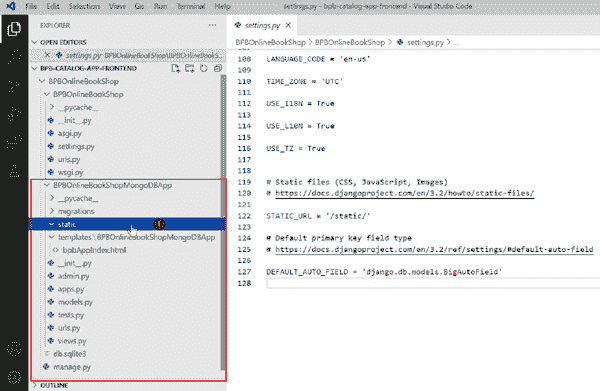 File Edit Selection View Go Run Terminal Help
settings.py - bpb-catalog-app-frontend - Visual Studio Code
EXPLORER
OPEN EDITORS
settings.py BPBOnlineBookShop\BPBOnlineBookS...
BPB-CATALOG-APP-FRONTEND
BPBOnlineBookShop
BPBOnlineBookShop
__pycache__
__init__.py
asgi.py
settings.py
urls.py
wsgi.py
BPBOnlineBookShopMongoDBApp
__pycache__
migrations
static
templates\BPBOnlineBookShopMongoDBApp
bpbAppIndex.html
__init__.py
admin.py
apps.py
models.py
tests.py
urls.py
views.py
db.sqlite3
manage.py
OUTLINE
settings.py
BPBOnlineBookShop > BPBOnlineBookShop > settings.py > ...
108 LANGUAGE_CODE = 'en-us'
109
110 TIME_ZONE = 'UTC'
111
112 USE_I18N = True
113
114 USE_L10N = True
115
116 USE_TZ = True
117
118
119 # Static files (CSS, JavaScript, Images)
120 # https://docs.djangoproject.com/en/3.2/howto/static-files/
121
122 STATIC_URL = '/static/'
123
124 # Default primary key field type
125 # https://docs.djangoproject.com/en/3.2/ref/settings/#default-auto-field
126
127 DEFAULT_AUTO_FIELD = 'django.db.models.BigAutoField'
128